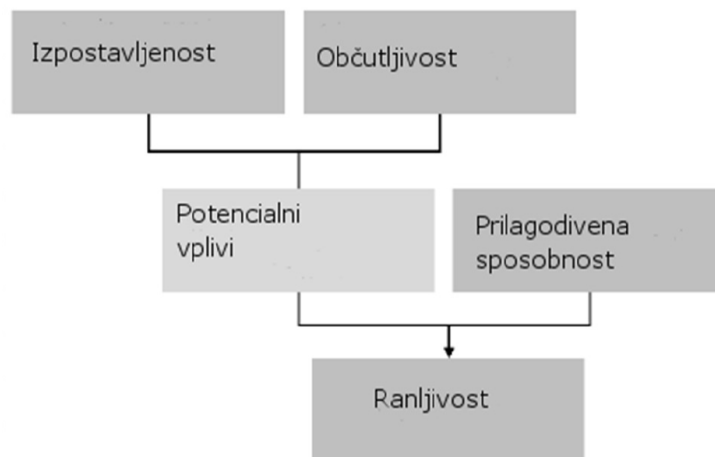 Izpostavljenost
Občutljivost
Potencialni
vplivi
Prilagodivena
sposobnost
Ranljivost